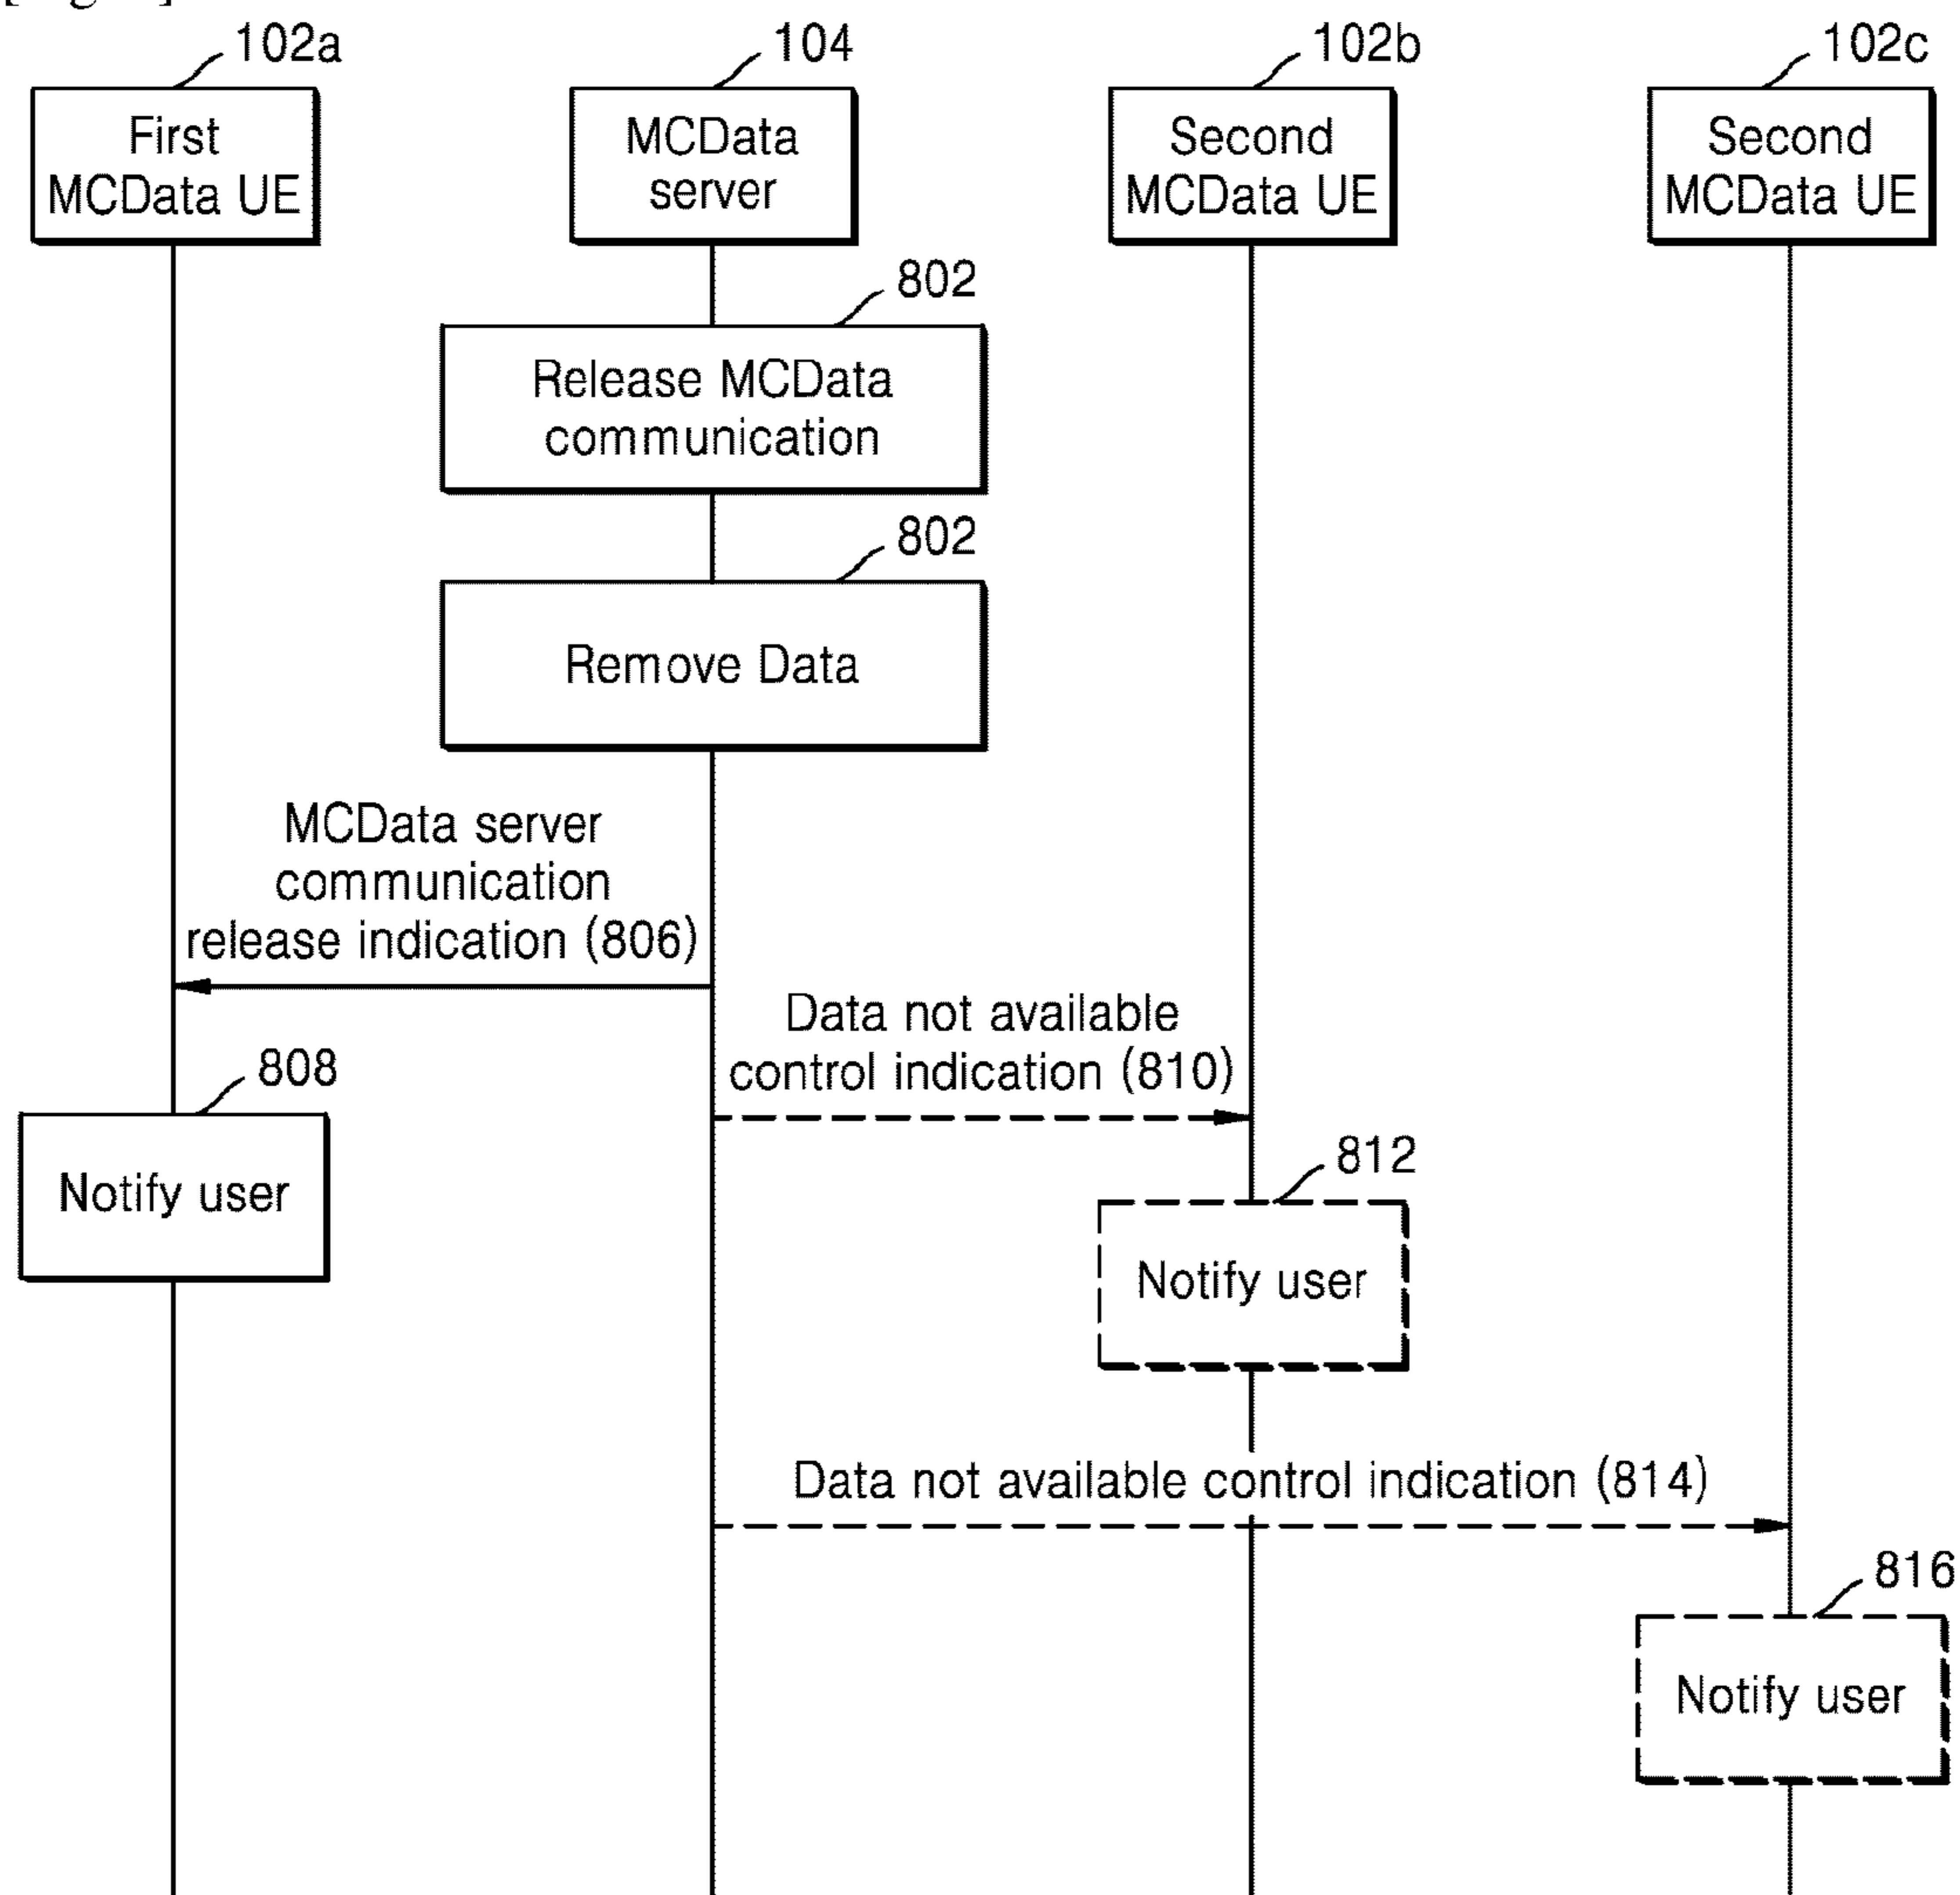 102a
104
102b
102c
First
MCData UE
MCData
server
Second
MCData UE
Second
MCData UE
802
Release MCData
communication
802
Remove Data
MCData server
communication
release indication (806)
Data not available
control indication (810)
808
Notify user
812
Notify user
Data not available control indication (814)
816
Notify user